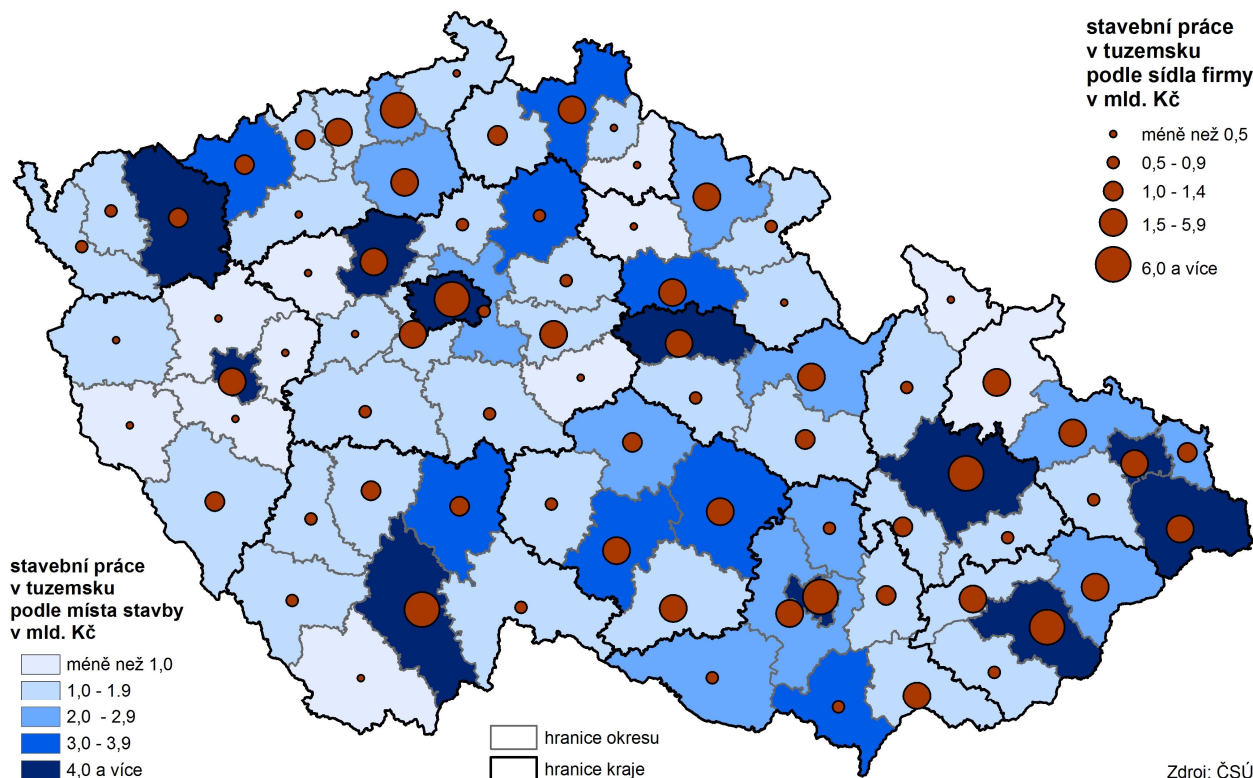 stavební práce
v tuzemsku
podle sídla firmy
v mld. Kč
méně než 0,5
0,5 - 0,9
1,0 - 1,4
1,5 - 5,9
6,0 a více
stavební práce
v tuzemsku
podle místa stavby
v mld. Kč
méně než 1,0
1,0 - 1.9
2,0 - 2,9
3,0 - 3,9
4,0 a více
hranice okresu
hranice kraje
Zdroj: ČSÚ